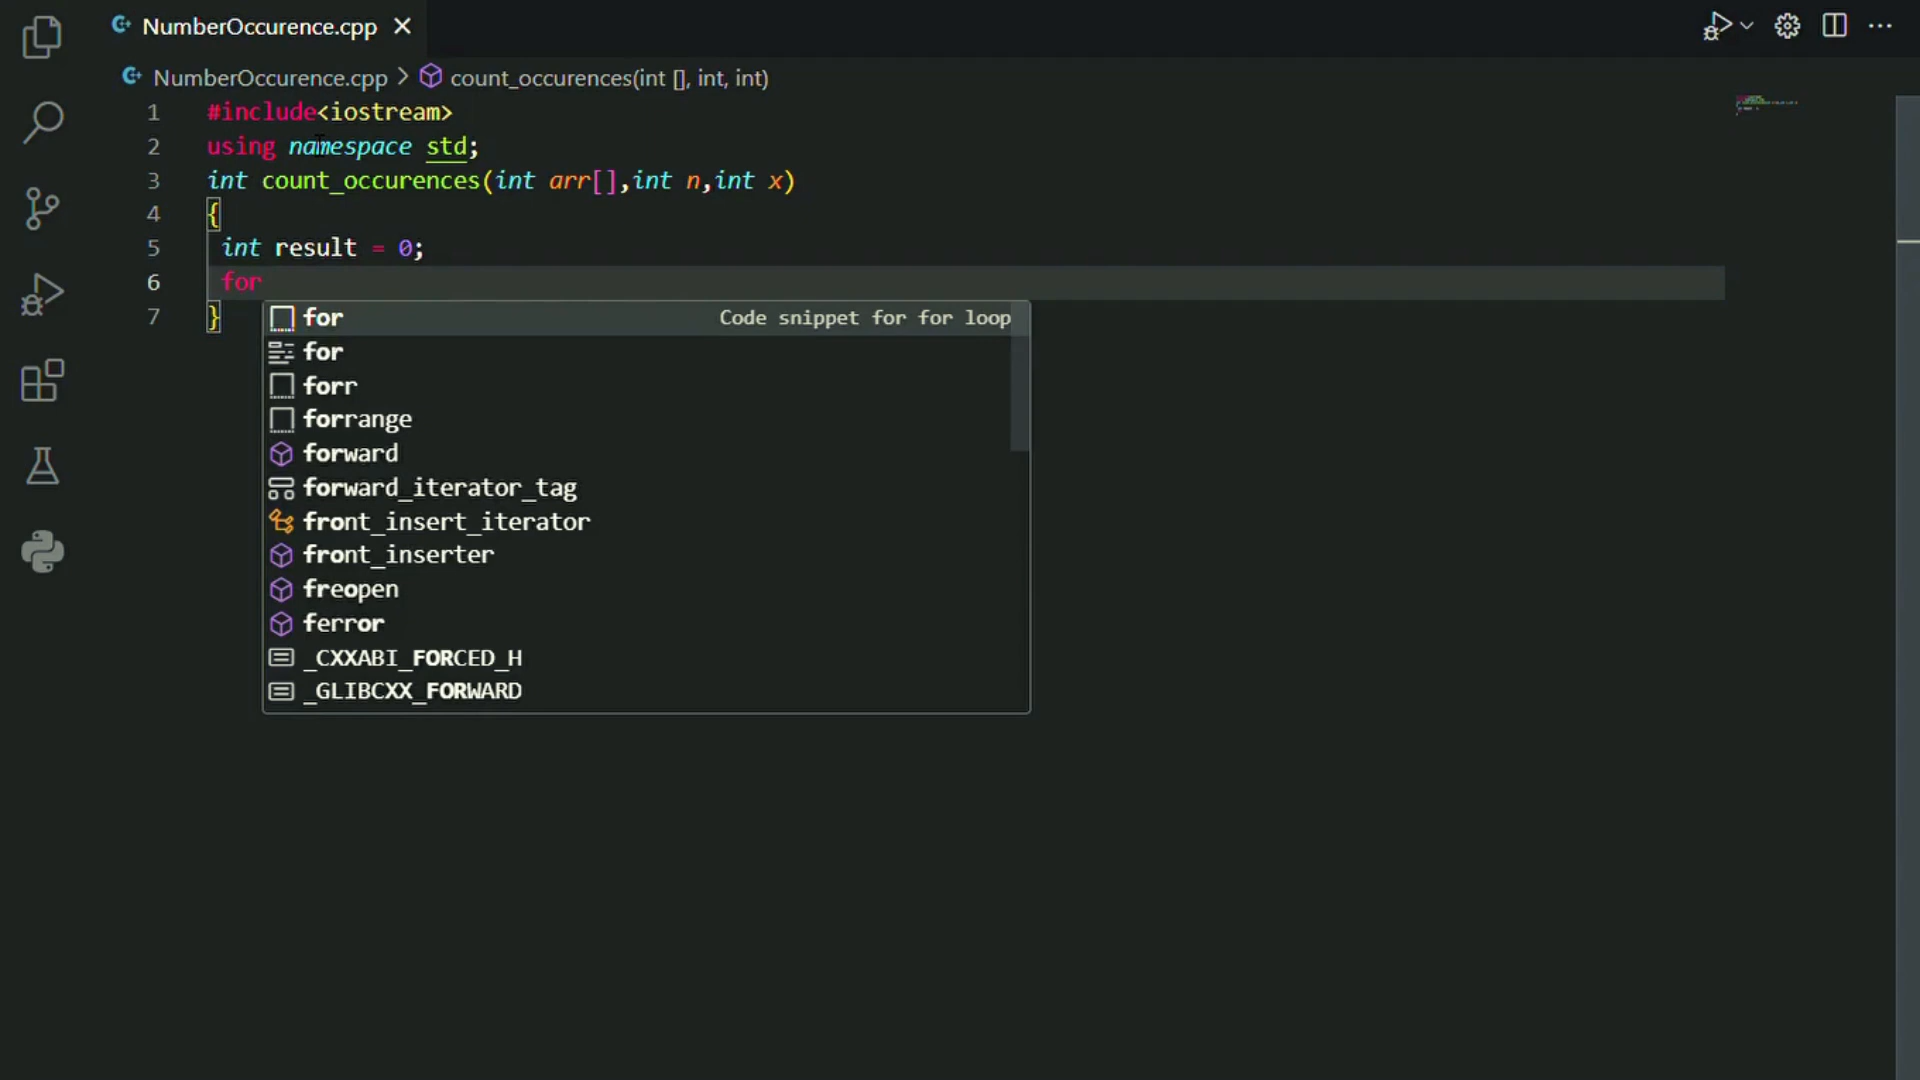 NumberOccurence.cpp
NumberOccurence.cpp > count_occurences(int [], int, int)
1 #include<iostream>
2 using namespace std;
3 int count_occurences(int arr[],int n,int x)
4 {
5 int result = 0;
6 for
7 }
for Code snippet for for loop
for
forr
forrange
forward
forward_iterator_tag
front_insert_iterator
front_inserter
freopen
ferror
_CXXABI_FORCED_H
_GLIBCXX_FORWARD